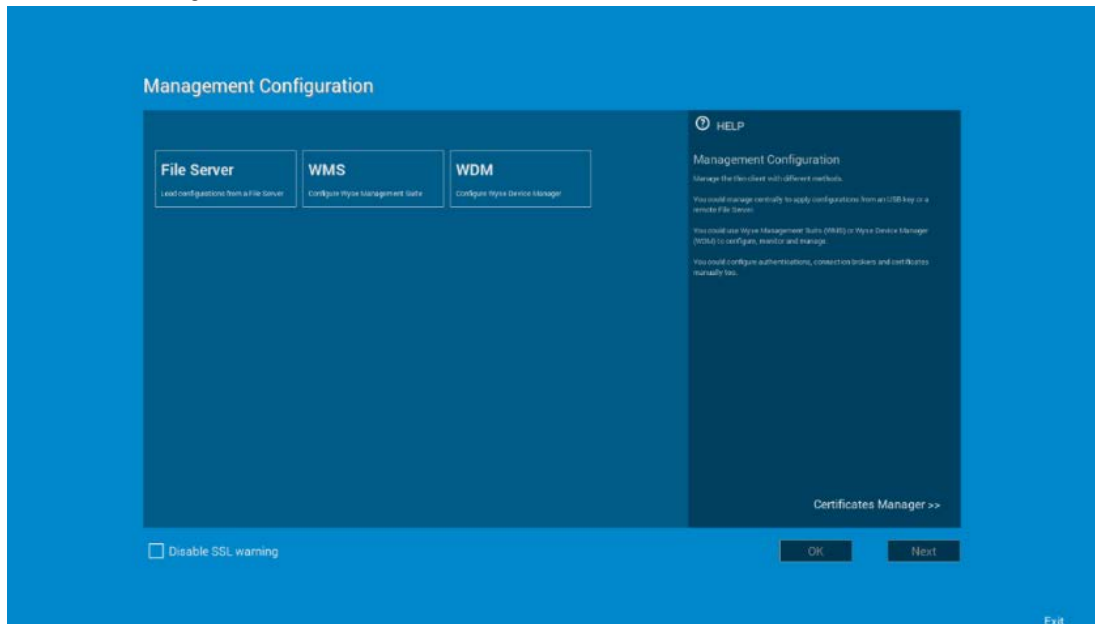 Management Configuration
File Server
Load configurations from a File Server
WMS
Configure Wyse Management Suite
WDM
Configure Wyse Device Manager
HELP
Management Configuration
Manage the thin client with different methods.
You could manage centrally to apply configurations from an USB key or a
remote File Server.
You could use Wyse Management Suite (WMS) or Wyse Device Manager
(WDM) to configure, monitor and manage.
You could configure authentications, connection brokers and certificates
manually too.
Certificates Manager >>
Disable SSL warning
OK
Next
Exit